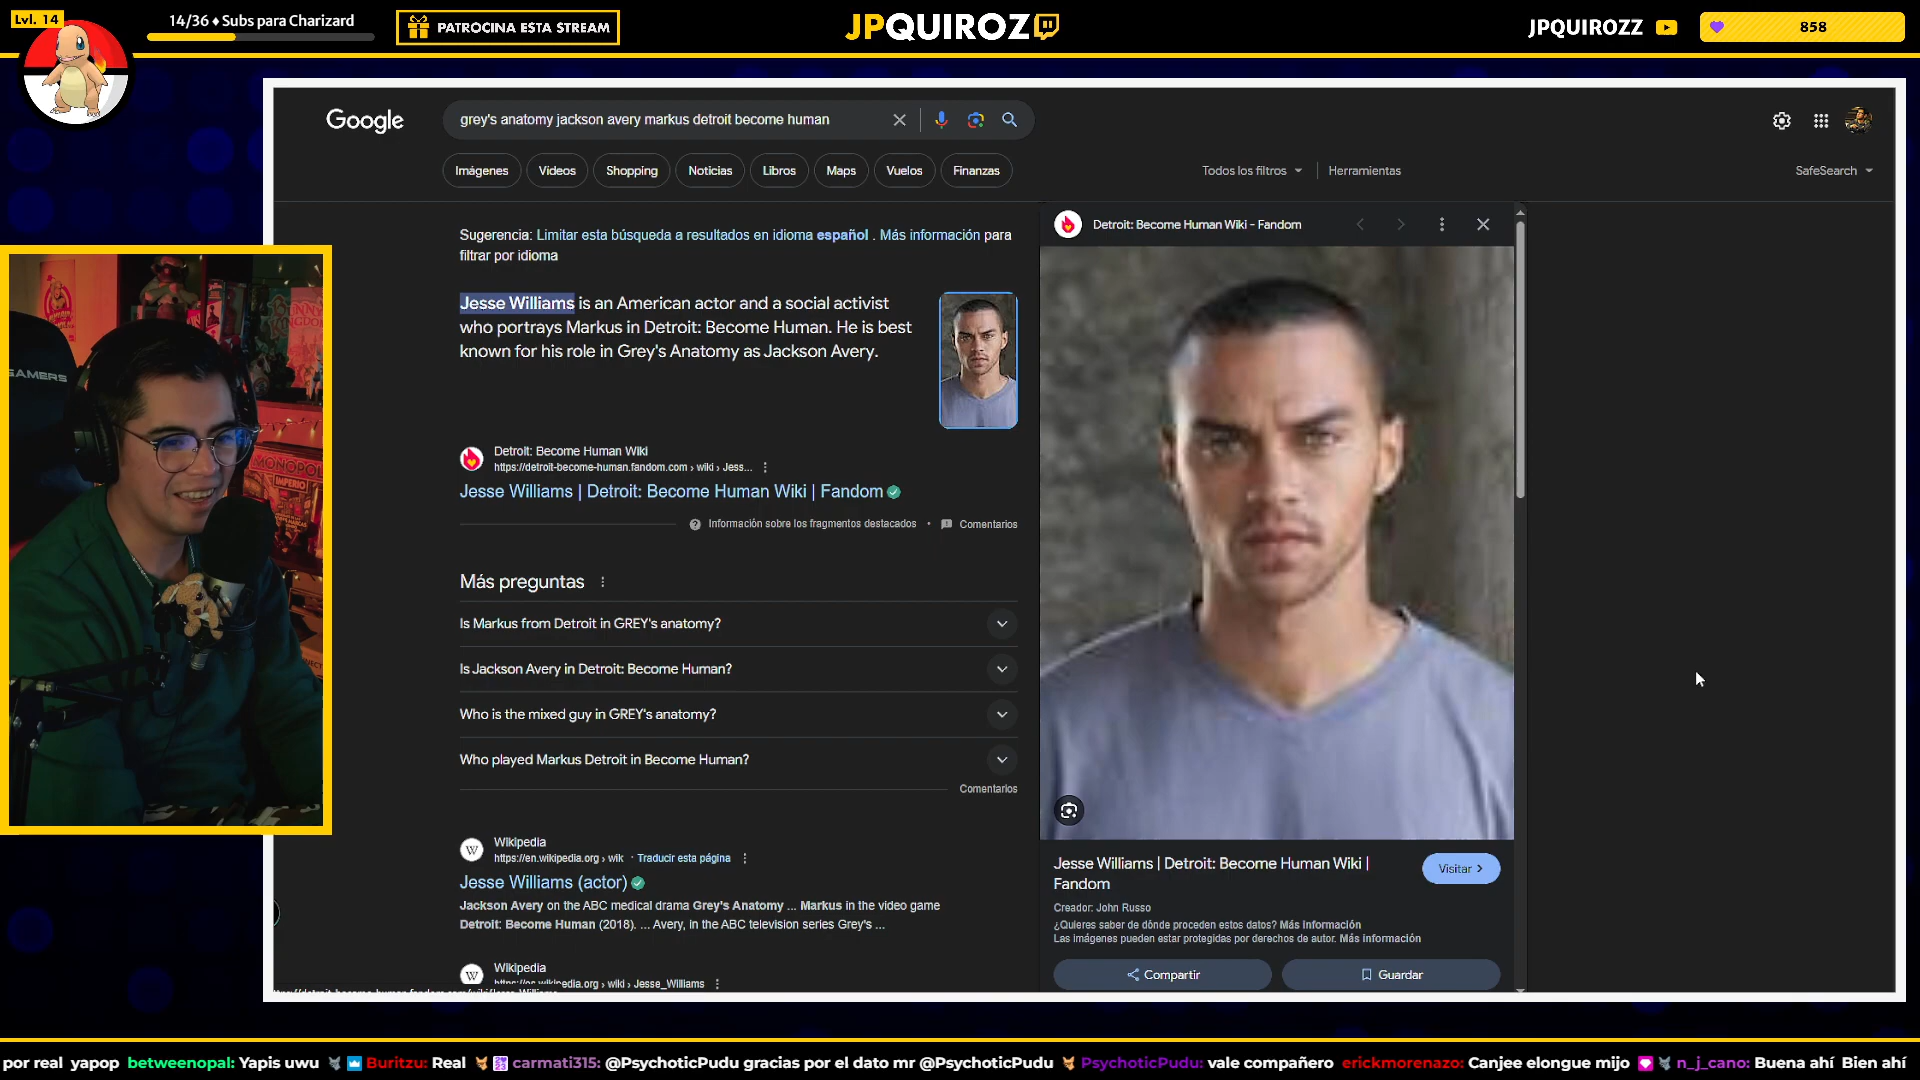 Lvl. 14
14/36 ♦ Subs para Charizard
PATROCINA ESTA STREAM
JPQUIROZ
JPQUIROZZ
858
Google
grey's anatomy jackson avery markus detroit become human
Imágenes
Videos
Shopping
Noticias
Libros
Maps
Vuelos
Finanzas
Todos los filtros
Herramientas
SafeSearch
Sugerencia: Limitar esta búsqueda a resultados en idioma español . Más información para
filtrar por idioma
Jesse Williams is an American actor and a social activist
who portrays Markus in Detroit: Become Human. He is best
known for his role in Grey's Anatomy as Jackson Avery.
Detroit: Become Human Wiki
https://detroit-become-human.fandom.com › wiki › Jess...
Jesse Williams | Detroit: Become Human Wiki | Fandom
Información sobre los fragmentos destacados • Comentarios
Más preguntas
Is Markus from Detroit in GREY's anatomy?
Is Jackson Avery in Detroit: Become Human?
Who is the mixed guy in GREY's anatomy?
Who played Markus Detroit in Become Human?
Comentarios
Wikipedia
https://en.wikipedia.org › wik · Traducir esta página
Jesse Williams (actor)
Jackson Avery on the ABC medical drama Grey's Anatomy ... Markus in the video game
Detroit: Become Human (2018). ... Avery, in the ABC television series Grey's ...
Wikipedia
https://es.wikipedia.org › wiki › Jesse_Williams
Detroit: Become Human Wiki - Fandom
Jesse Williams | Detroit: Become Human Wiki |
Fandom
Visitar
Creador: John Russo
¿Quieres saber de dónde proceden estos datos? Más información
Las imágenes pueden estar protegidas por derechos de autor. Más información
Compartir
Guardar
GAMERS
MONOPOLY
IMPERIO
por real yapop betweenopal: Yapis uwu Buritzu: Real carmati315: @PsychoticPudu gracias por el dato mr @PsychoticPudu PsychoticPudu: vale compañero erickmorenazo: Canjee elongue mijo n_j_cano: Buena ahí Bien ahí